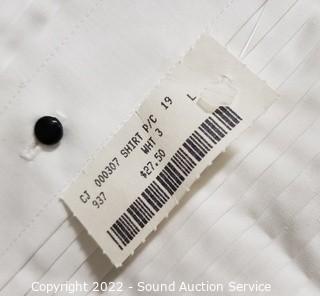 CJ 000307 SHIRT P/C 19 L
937 WHT 3
$27.50
Copyright 2022 - Sound Auction Service